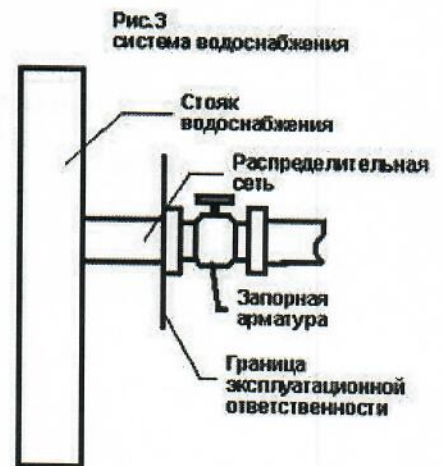 Рис.3
система водоснабжения
Стояк
водоснабжения
Распределительная
сеть
Запорная
арматура
Граница
эксплуатационной
ответственности